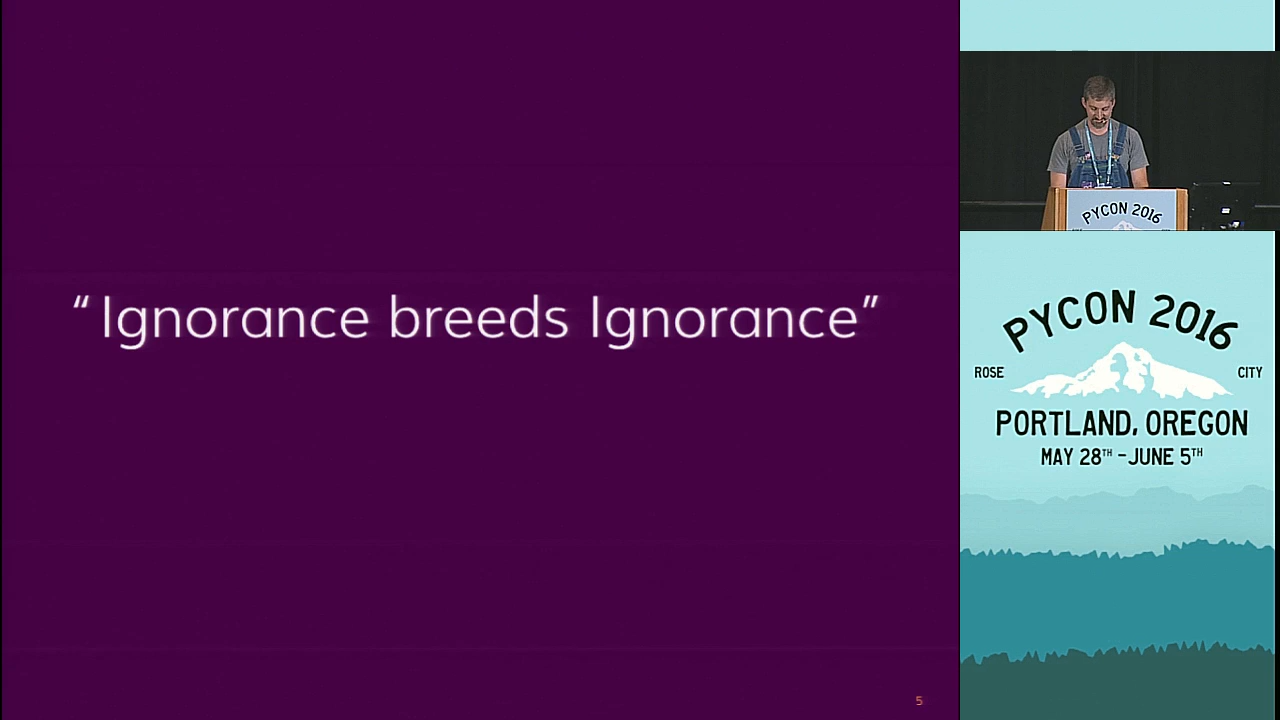 “Ignorance breeds Ignorance”
5
PYCON 2016
PYCON 2016
ROSE
CITY
PORTLAND, OREGON
MAY 28TH - JUNE 5TH